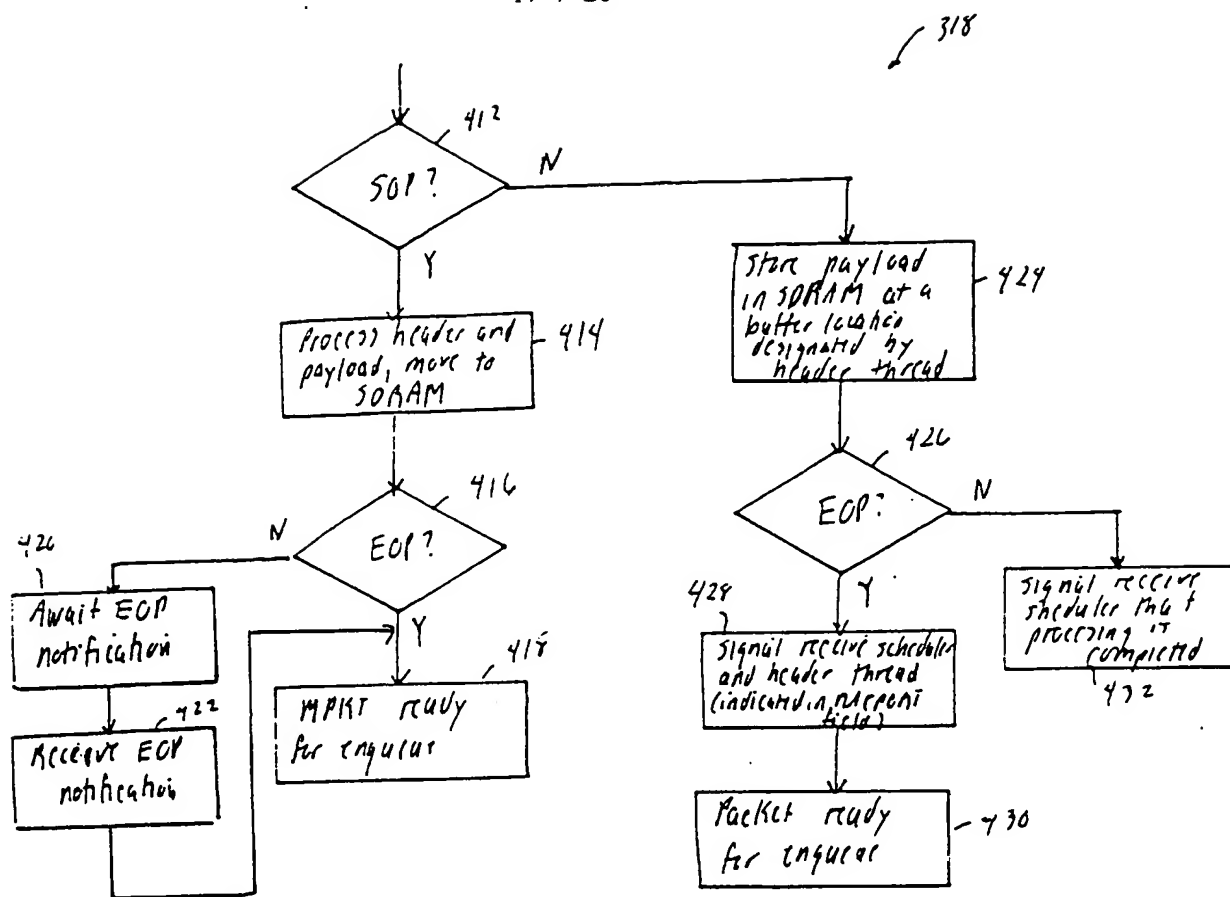 318
412
SOP?
N
Y
Process header and
payload, move to
SDRAM
414
Store payload
in SDRAM at a
buffer location
designated by
header thread
424
416
EOP?
N
Y
426
EOP?
N
Y
420
Await EOP
notification
422
Receive EOP
notification
418
MPKT ready
for enqueue
428
Signal receive scheduler
and header thread
(indicated in
field)
Signal receive
sheduler that
processing is
completed
432
Packet ready
for enqueue
430